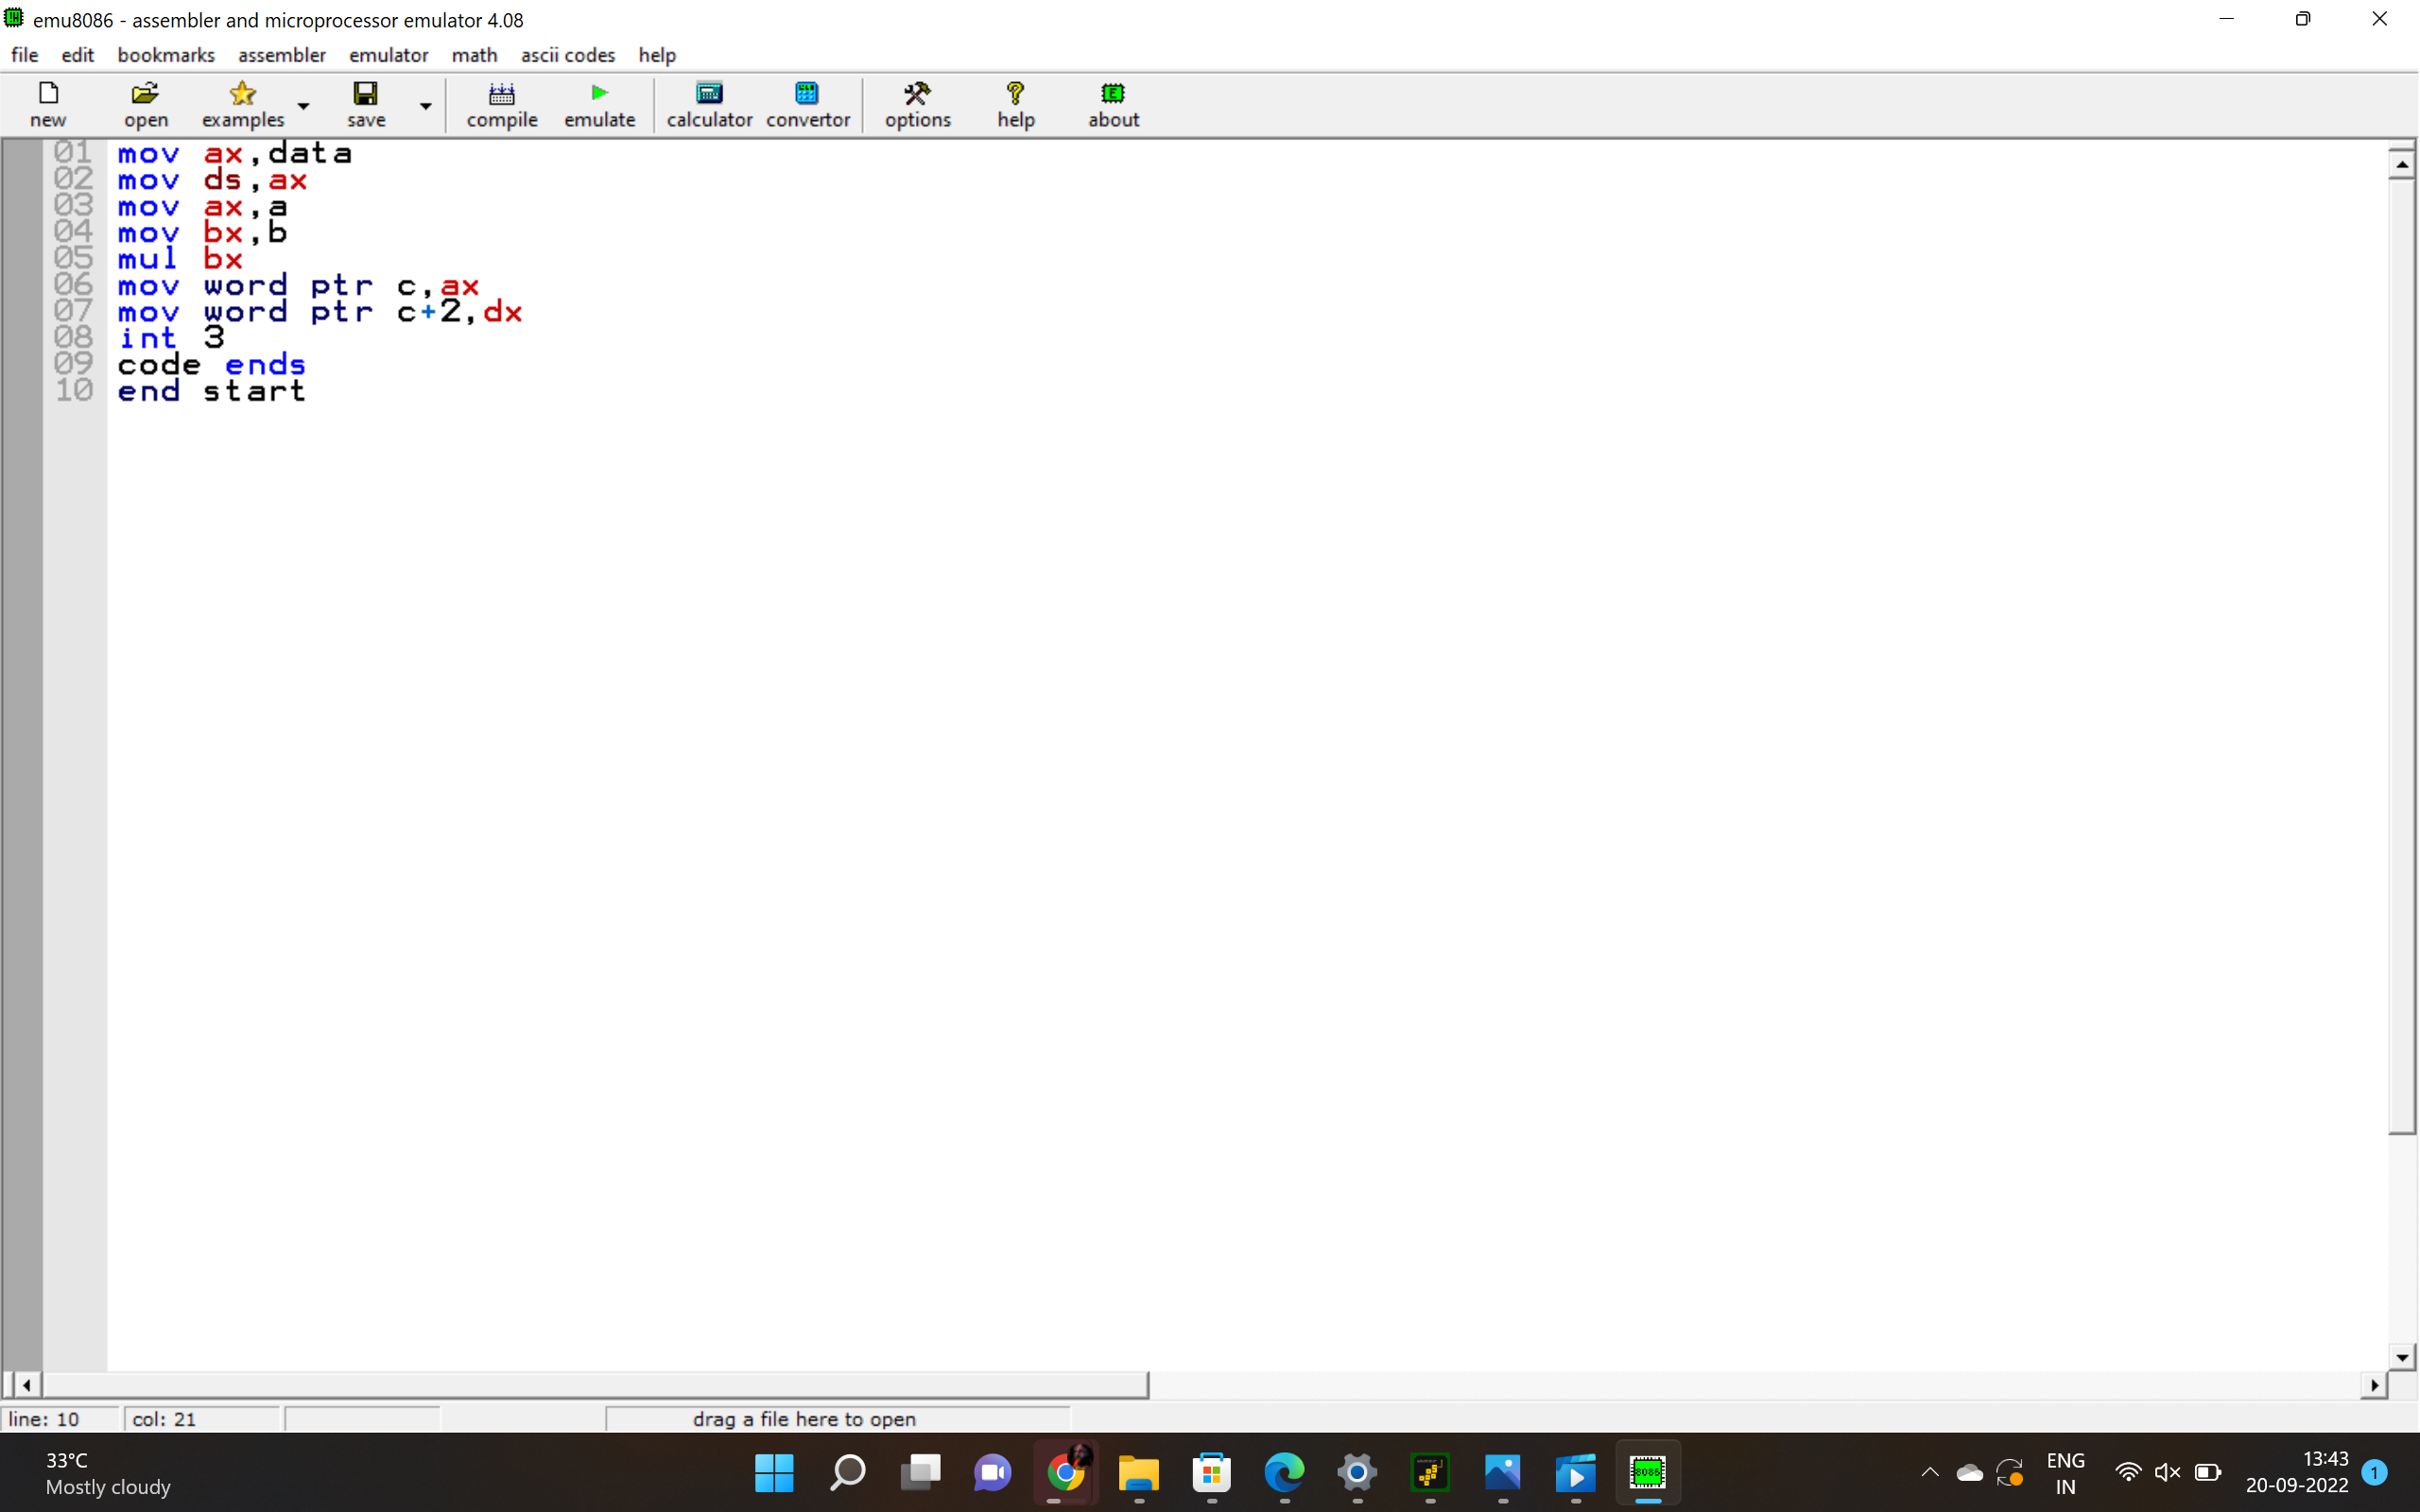 emu8086 - assembler and microprocessor emulator 4.08
file edit bookmarks assembler emulator math ascii codes help
new open examples save compile emulate calculator convertor options help about
01 mov ax,data
02 mov ds,ax
03 mov ax,a
04 mov bx,b
05 mul bx
06 mov word ptr c,ax
07 mov word ptr c+2,dx
08 int 3
09 code ends
10 end start
line: 10 col: 21 drag a file here to open
33°C
Mostly cloudy
8085
ENG
IN
13:43
20-09-2022
1